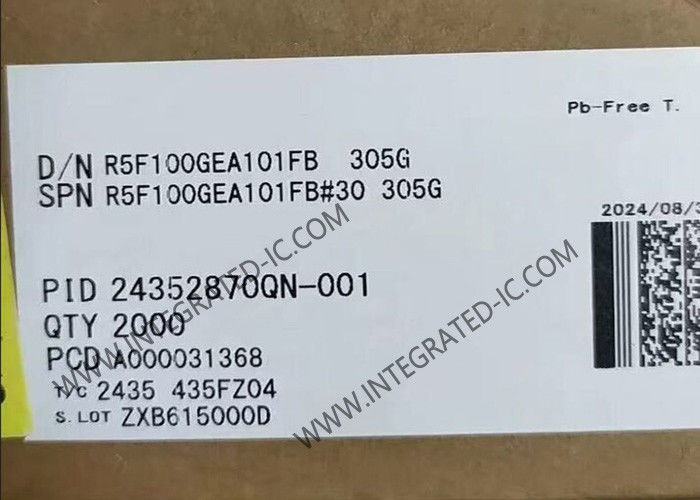 Pb-Free T.
D/N R5F100GEA101FB 305G
SPN R5F100GEA101FB#30 305G
2024/08/3
PID 24352870QN-001
QTY 2000
PCD A000031368
T/C 2435 435FZ04
S. LOT ZXB615000D
WWW.INTEGRATED-IC.COM
WWW.INTEGRATED-IC.COM